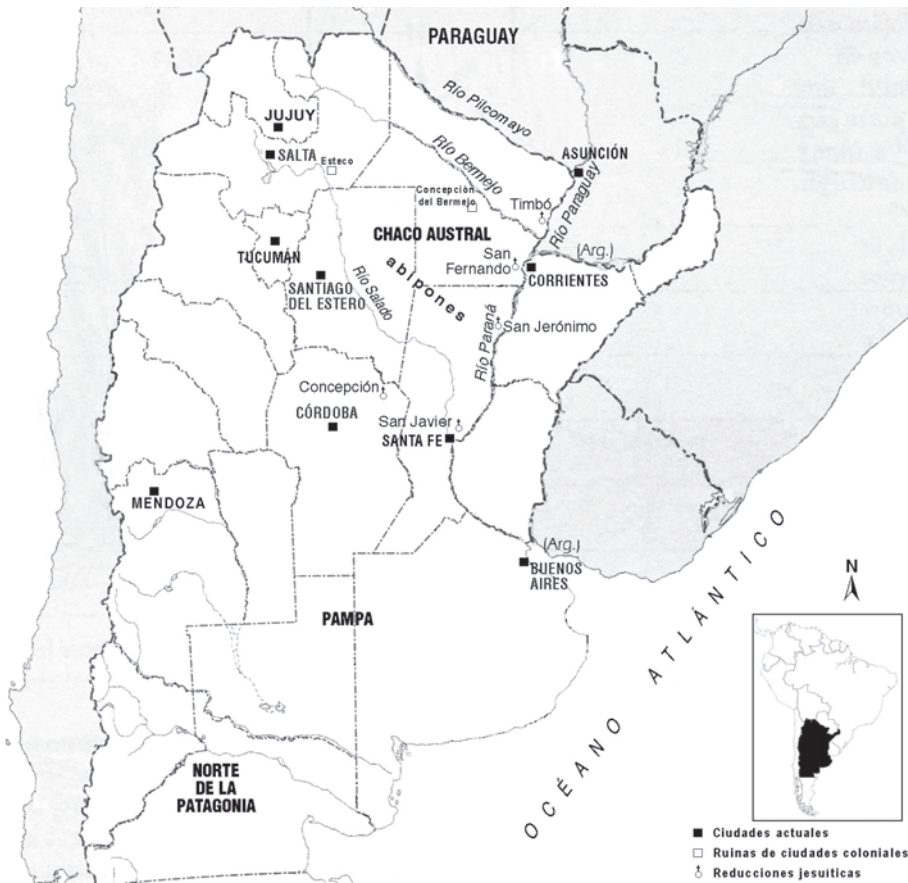 PARAGUAY
Río Pilcomayo
JUJUY
SALTA
Esteco
Río Bermejo
ASUNCIÓN
Concepción
del Bermejo
Timbó
Río Paraguay
CHACO AUSTRAL
TUCUMÁN
San
Fernando
(Arg.)
CORRIENTES
SANTIAGO
DEL ESTERO
abipones
Río Salado
San Jerónimo
Río Paraná
Concepción
CÓRDOBA
San Javier
SANTA FE
MENDOZA
(Arg.)
BUENOS
AIRES
OCÉANO ATLÁNTICO
N
PAMPA
NORTE
DE LA
PATAGONIA
Ciudades actuales
Ruinas de ciudades coloniales
Reducciones jesuíticas